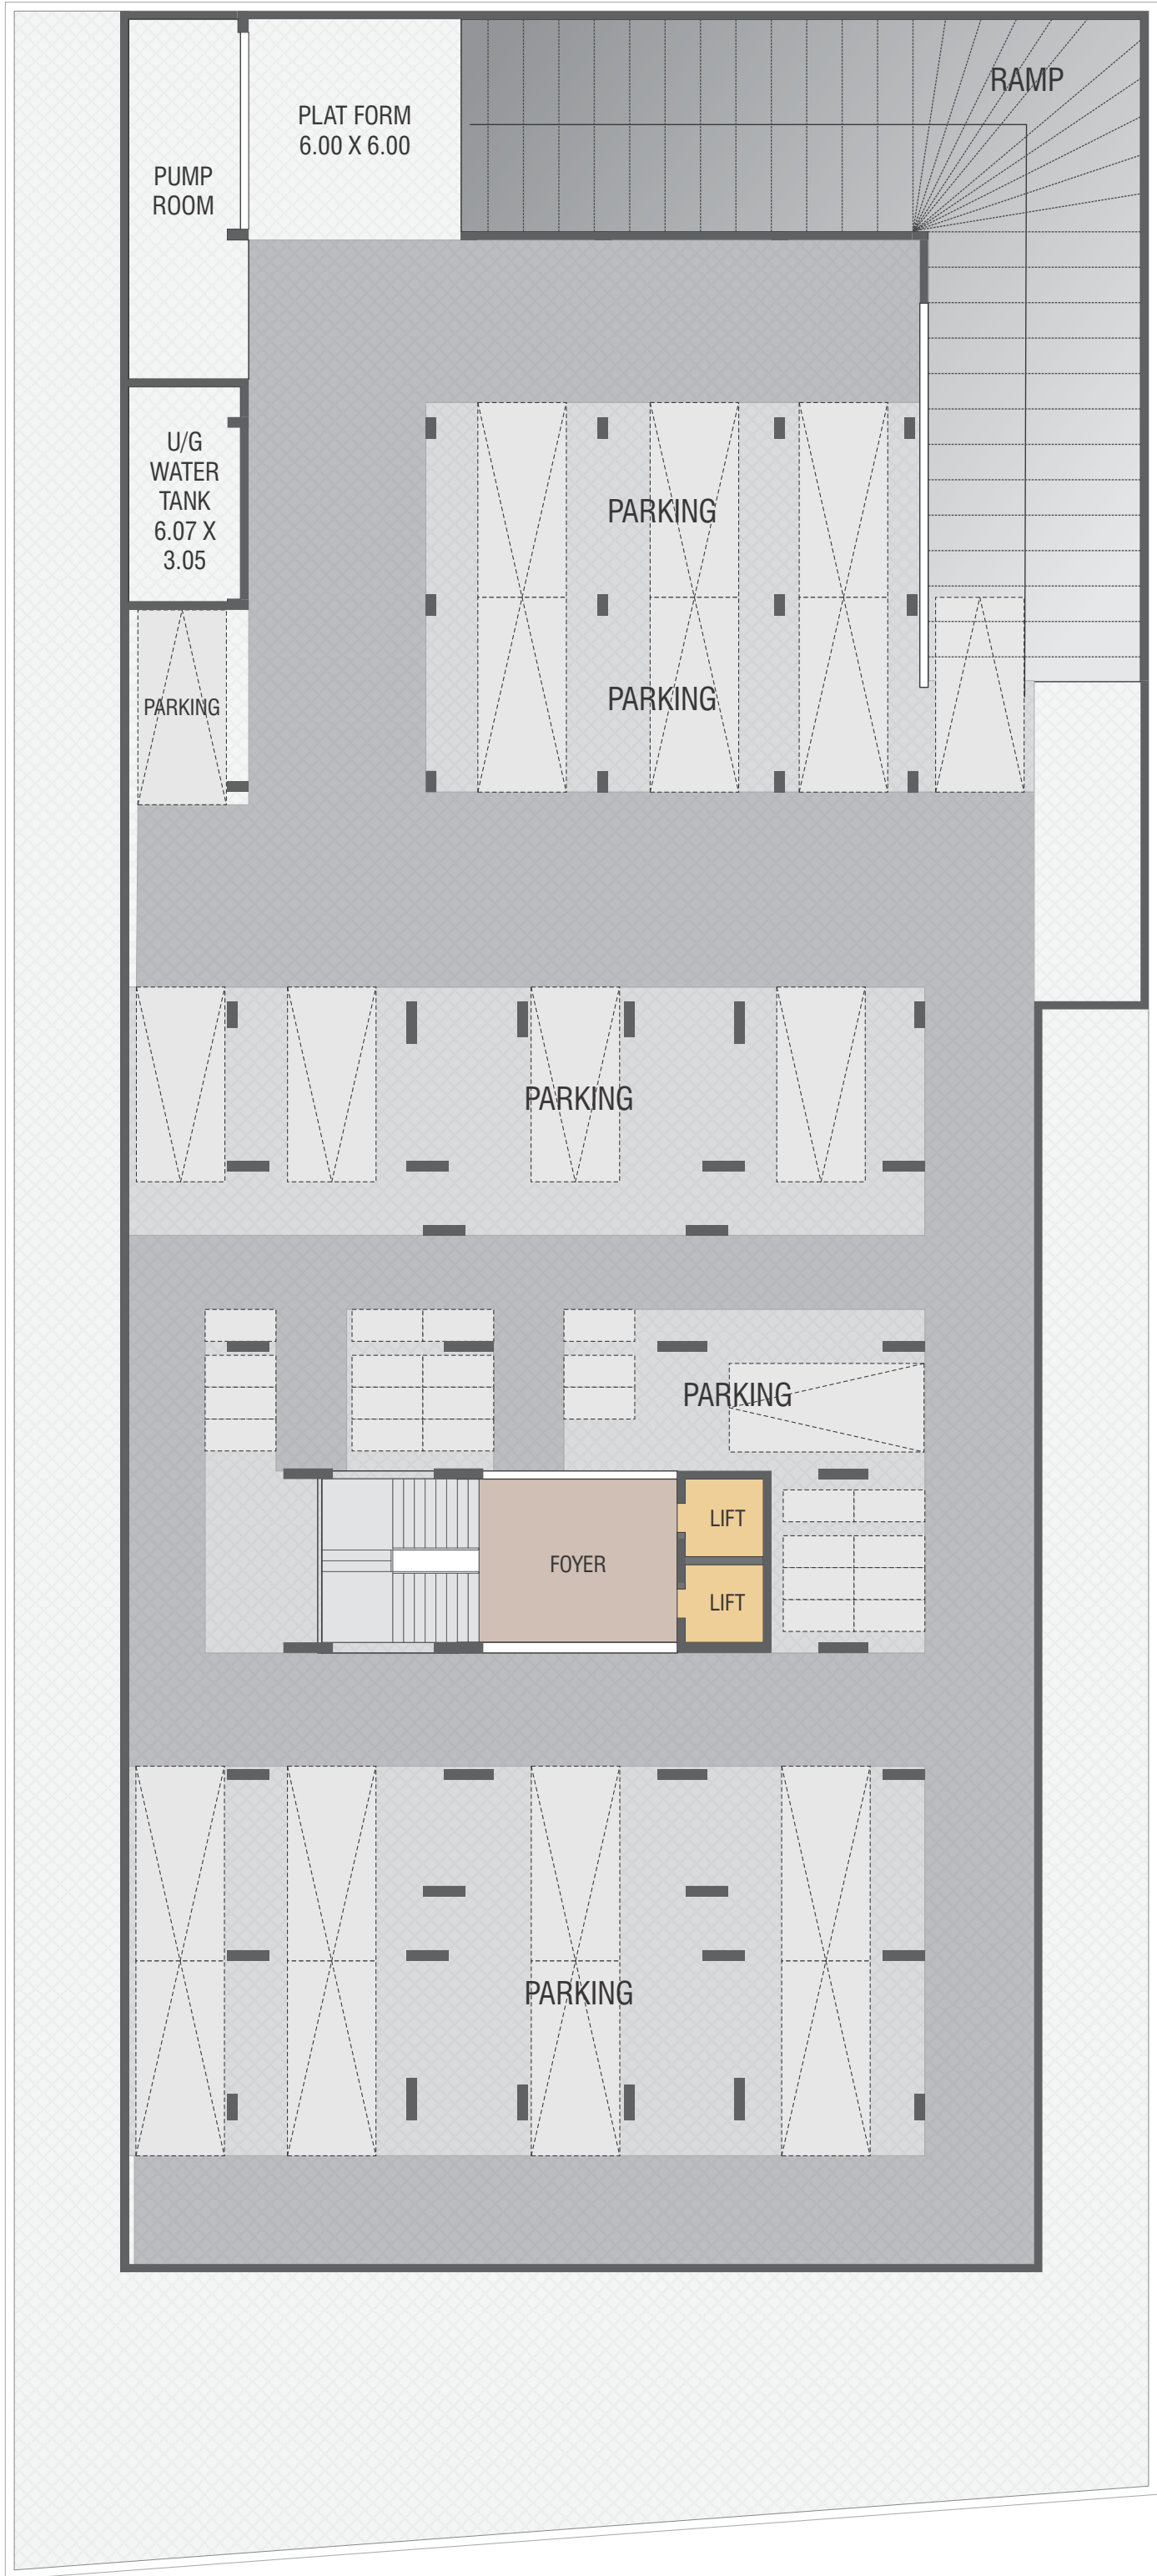 RAMP
PLAT FORM
6.00 X 6.00
PUMP
ROOM
U/G
WATER
TANK
6.07 X
3.05
PARKING
PARKING
PARKING
PARKING
PARKING
LIFT
FOYER
LIFT
PARKING